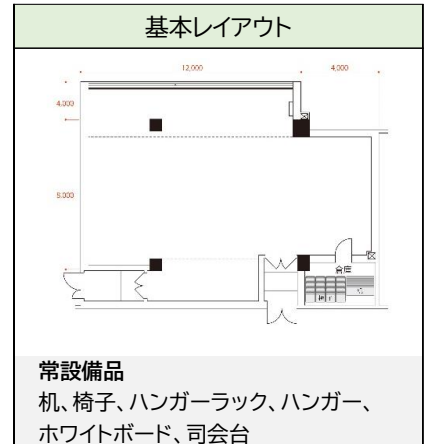 基本レイアウト
12,000
4,000
4,000
8,000
倉庫
常設備品
机、椅子、ハンガーラック、ハンガー、
ホワイトボード、司会台